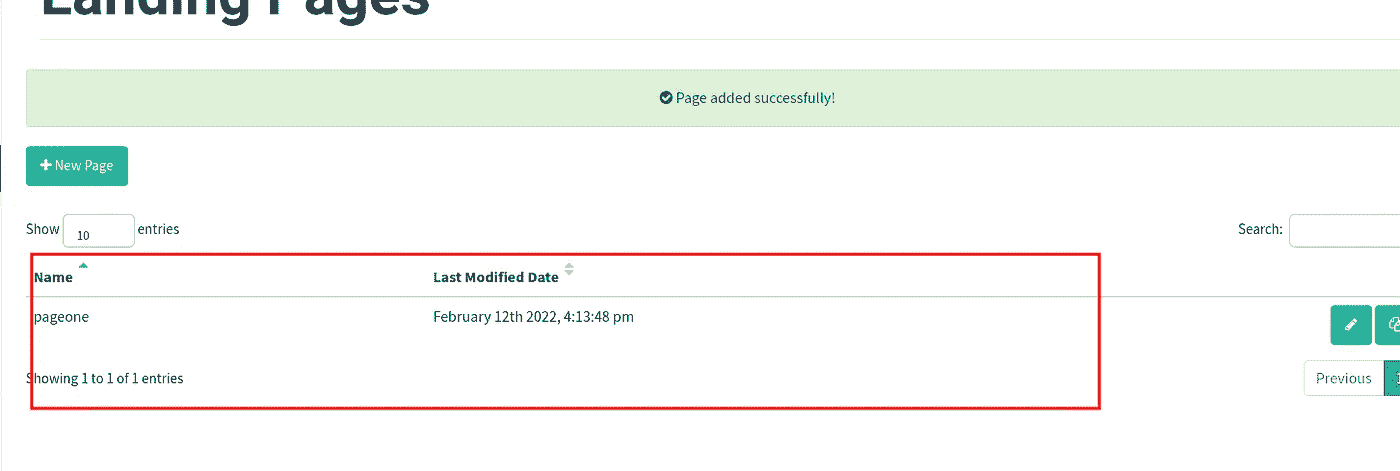 Landing Pages
Page added successfully!
New Page
Show 10 entries
Search:
Name Last Modified Date
pageone February 12th 2022, 4:13:48 pm
Showing 1 to 1 of 1 entries
Previous